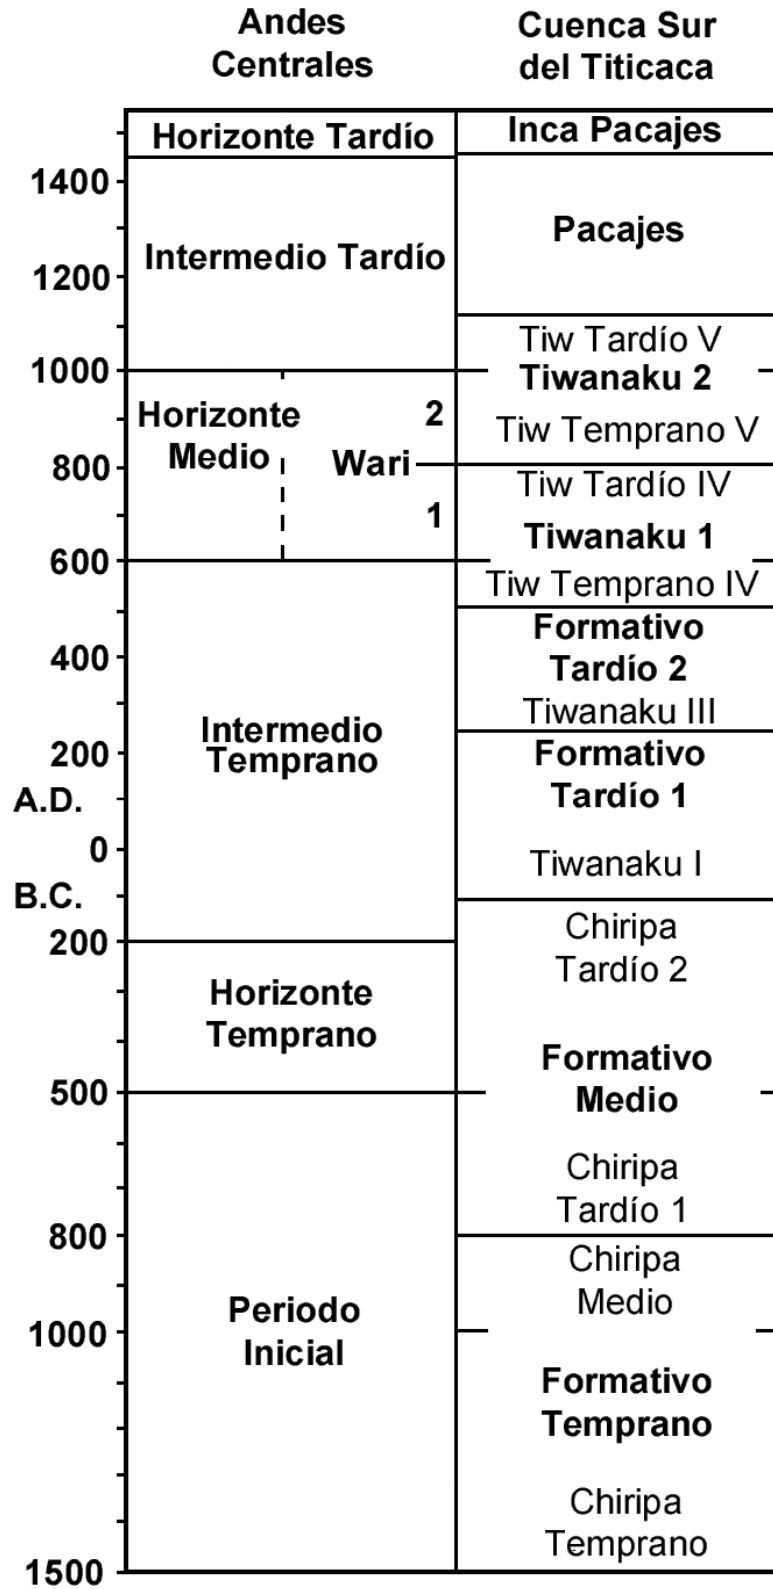 Andes
Centrales
Cuenca Sur
del Titicaca
Horizonte Tardío
Inca Pacajes
1400
Pacajes
Intermedio Tardío
1200
Tiw Tardío V
1000
Tiwanaku 2
Horizonte
Medio
2
Tiw Temprano V
800
Wari
Tiw Tardío IV
1
Tiwanaku 1
600
Tiw Temprano IV
Formativo
Tardío 2
400
Tiwanaku III
Intermedio
Temprano
200
Formativo
Tardío 1
A.D.
0
Tiwanaku I
B.C.
Chiripa
Tardío 2
200
Horizonte
Temprano
Formativo
Medio
500
Chiripa
Tardío 1
800
Chiripa
Medio
Periodo
Inicial
1000
Formativo
Temprano
Chiripa
Temprano
1500